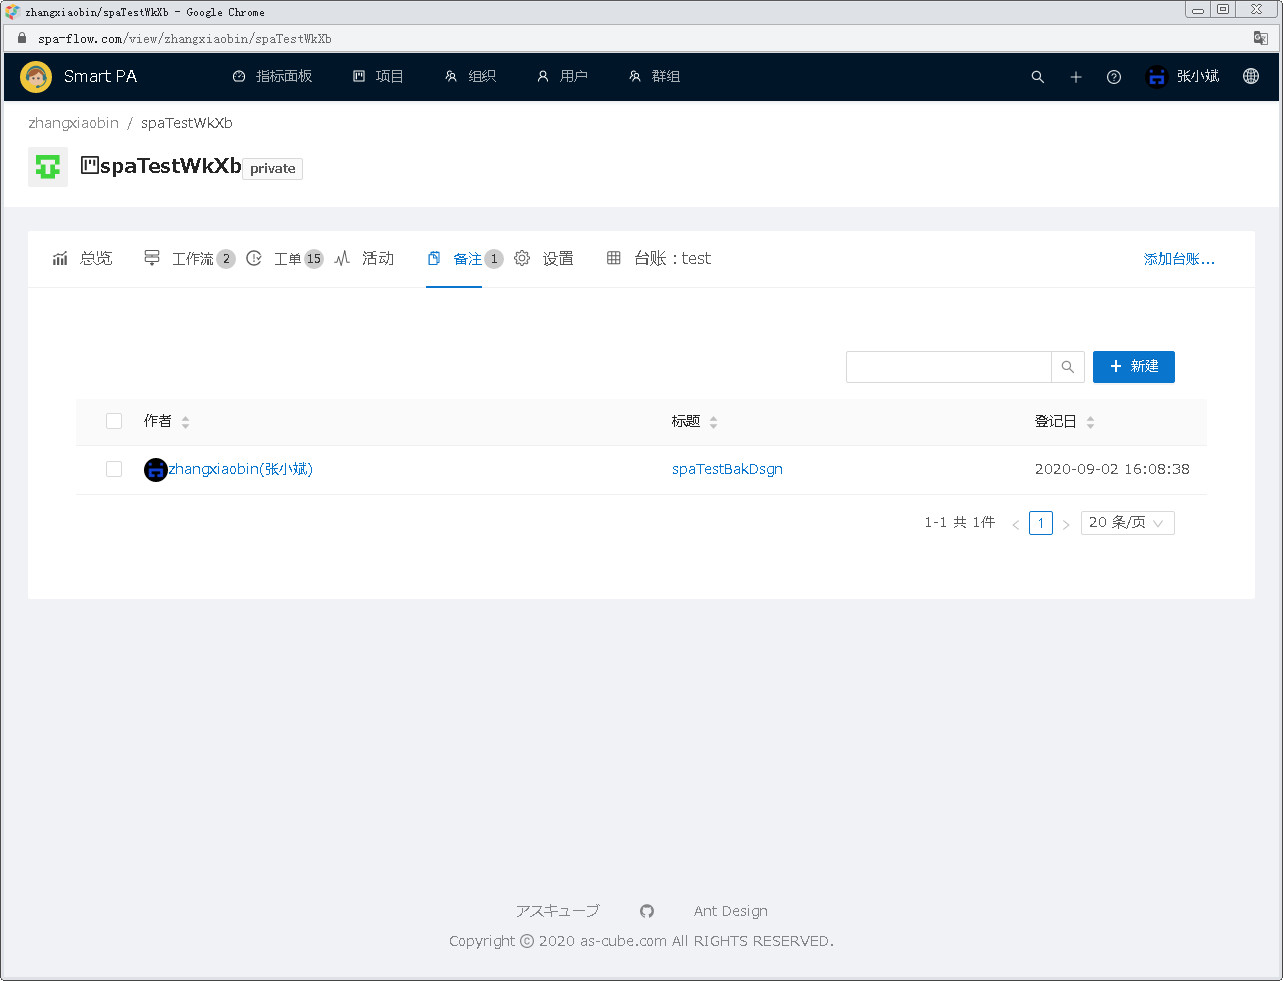 zhangxiaobin/spaTestWkXb - Google Chrome
spa-flow.com/view/zhangxiaobin/spaTestWkXb
Smart PA 指标面板 项目 组织 用户 群组 张小斌
zhangxiaobin / spaTestWkXb
spaTestWkXb private
总览 工作流 2 工单 15 活动 备注 1 设置 台账：test 添加台账...
+ 新建
作者 标题 登记日
zhangxiaobin(张小斌) spaTestBakDsgn 2020-09-02 16:08:38
1-1 共 1件 < 1 > 20 条/页
アスキューブ Ant Design
Copyright © 2020 as-cube.com All RIGHTS RESERVED.